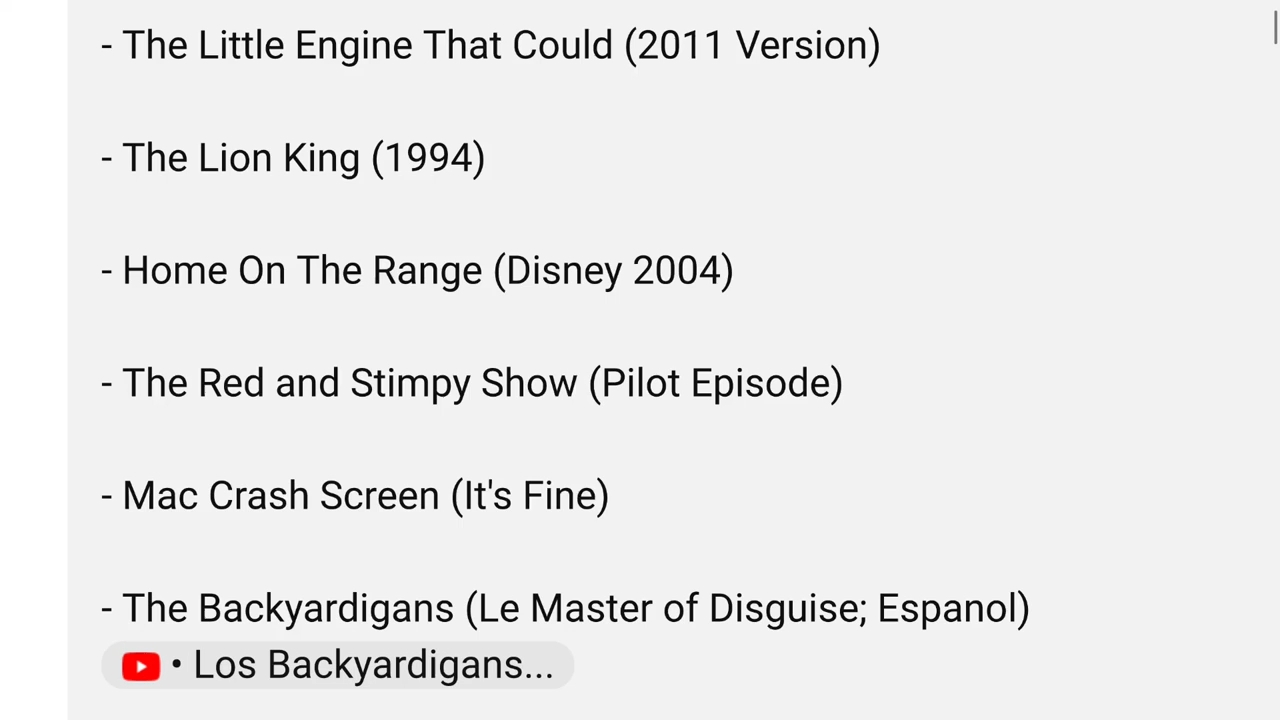 - The Little Engine That Could (2011 Version)
- The Lion King (1994)
- Home On The Range (Disney 2004)
- The Red and Stimpy Show (Pilot Episode)
- Mac Crash Screen (It's Fine)
- The Backyardigans (Le Master of Disguise; Espanol)
• Los Backyardigans...